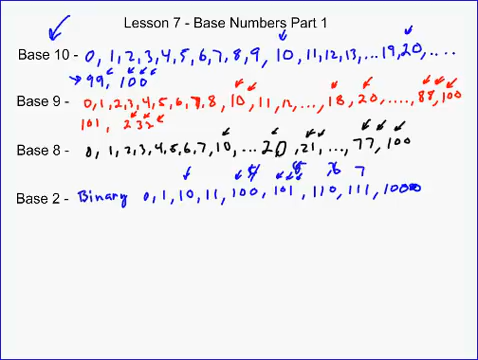 Lesson 7 - Base Numbers Part 1
Base 10 - 0, 1, 2, 3, 4, 5, 6, 7, 8, 9, 10, 11, 12, 13, ... 19, 20, .. ..
99, 100
Base 9 - 0, 1, 2, 3, 4, 5, 6, 7, 8, 10, 11, 12, ..., 18, 20, ....., 88, 100
101, 232
Base 8 - 0, 1, 2, 3, 4, 5, 6, 7, 10, ... 20, 21, ..., 77, 100
6 7
Base 2 - Binary 0, 1, 10, 11, 100, 101, 110, 111, 1000